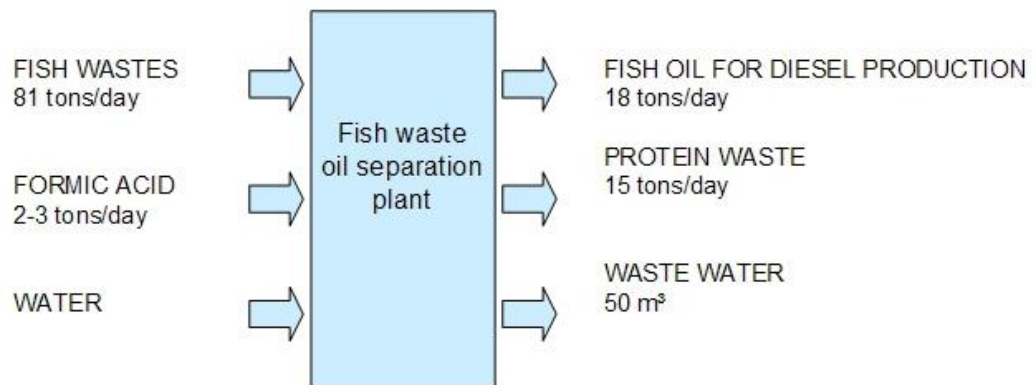 FISH WASTES
81 tons/day
FORMIC ACID
2-3 tons/day
WATER
Fish waste
oil separation
plant
FISH OIL FOR DIESEL PRODUCTION
18 tons/day
PROTEIN WASTE
15 tons/day
WASTE WATER
50 m³